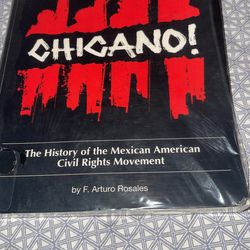 CHICANO!
The History of the Mexican American
Civil Rights Movement
by F. Arturo Rosales